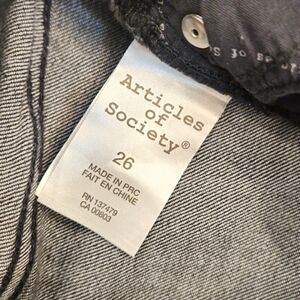 Articles
of
Society®
26
MADE IN PRC
FAIT EN CHINE
RN 137479
CA 00803